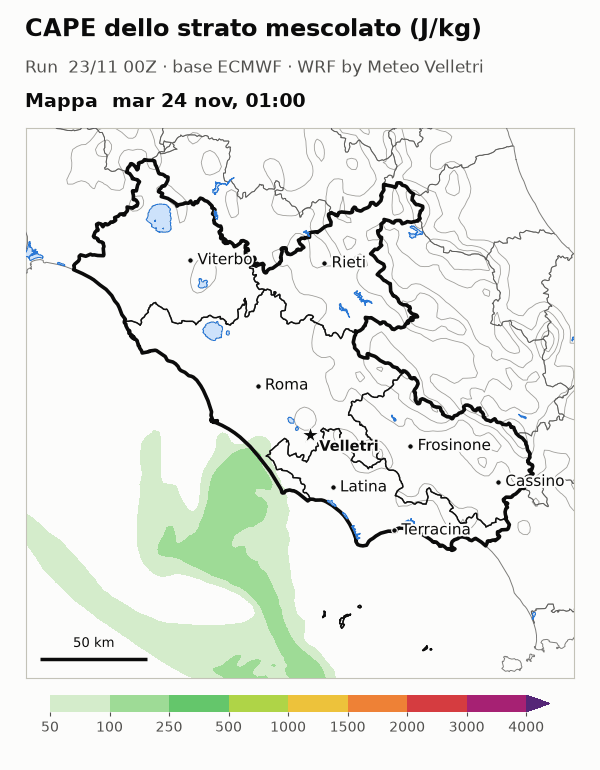 CAPE dello strato mescolato (J/kg)
Run  23/11 00Z · base ECMWF · WRF by Meteo Velletri
Mappa  mar 24 nov, 01:00
Viterbo
Rieti
Roma
Velletri
Frosinone
Latina
Cassino
Terracina
50 km
50 100 250 500 1000 1500 2000 3000 4000